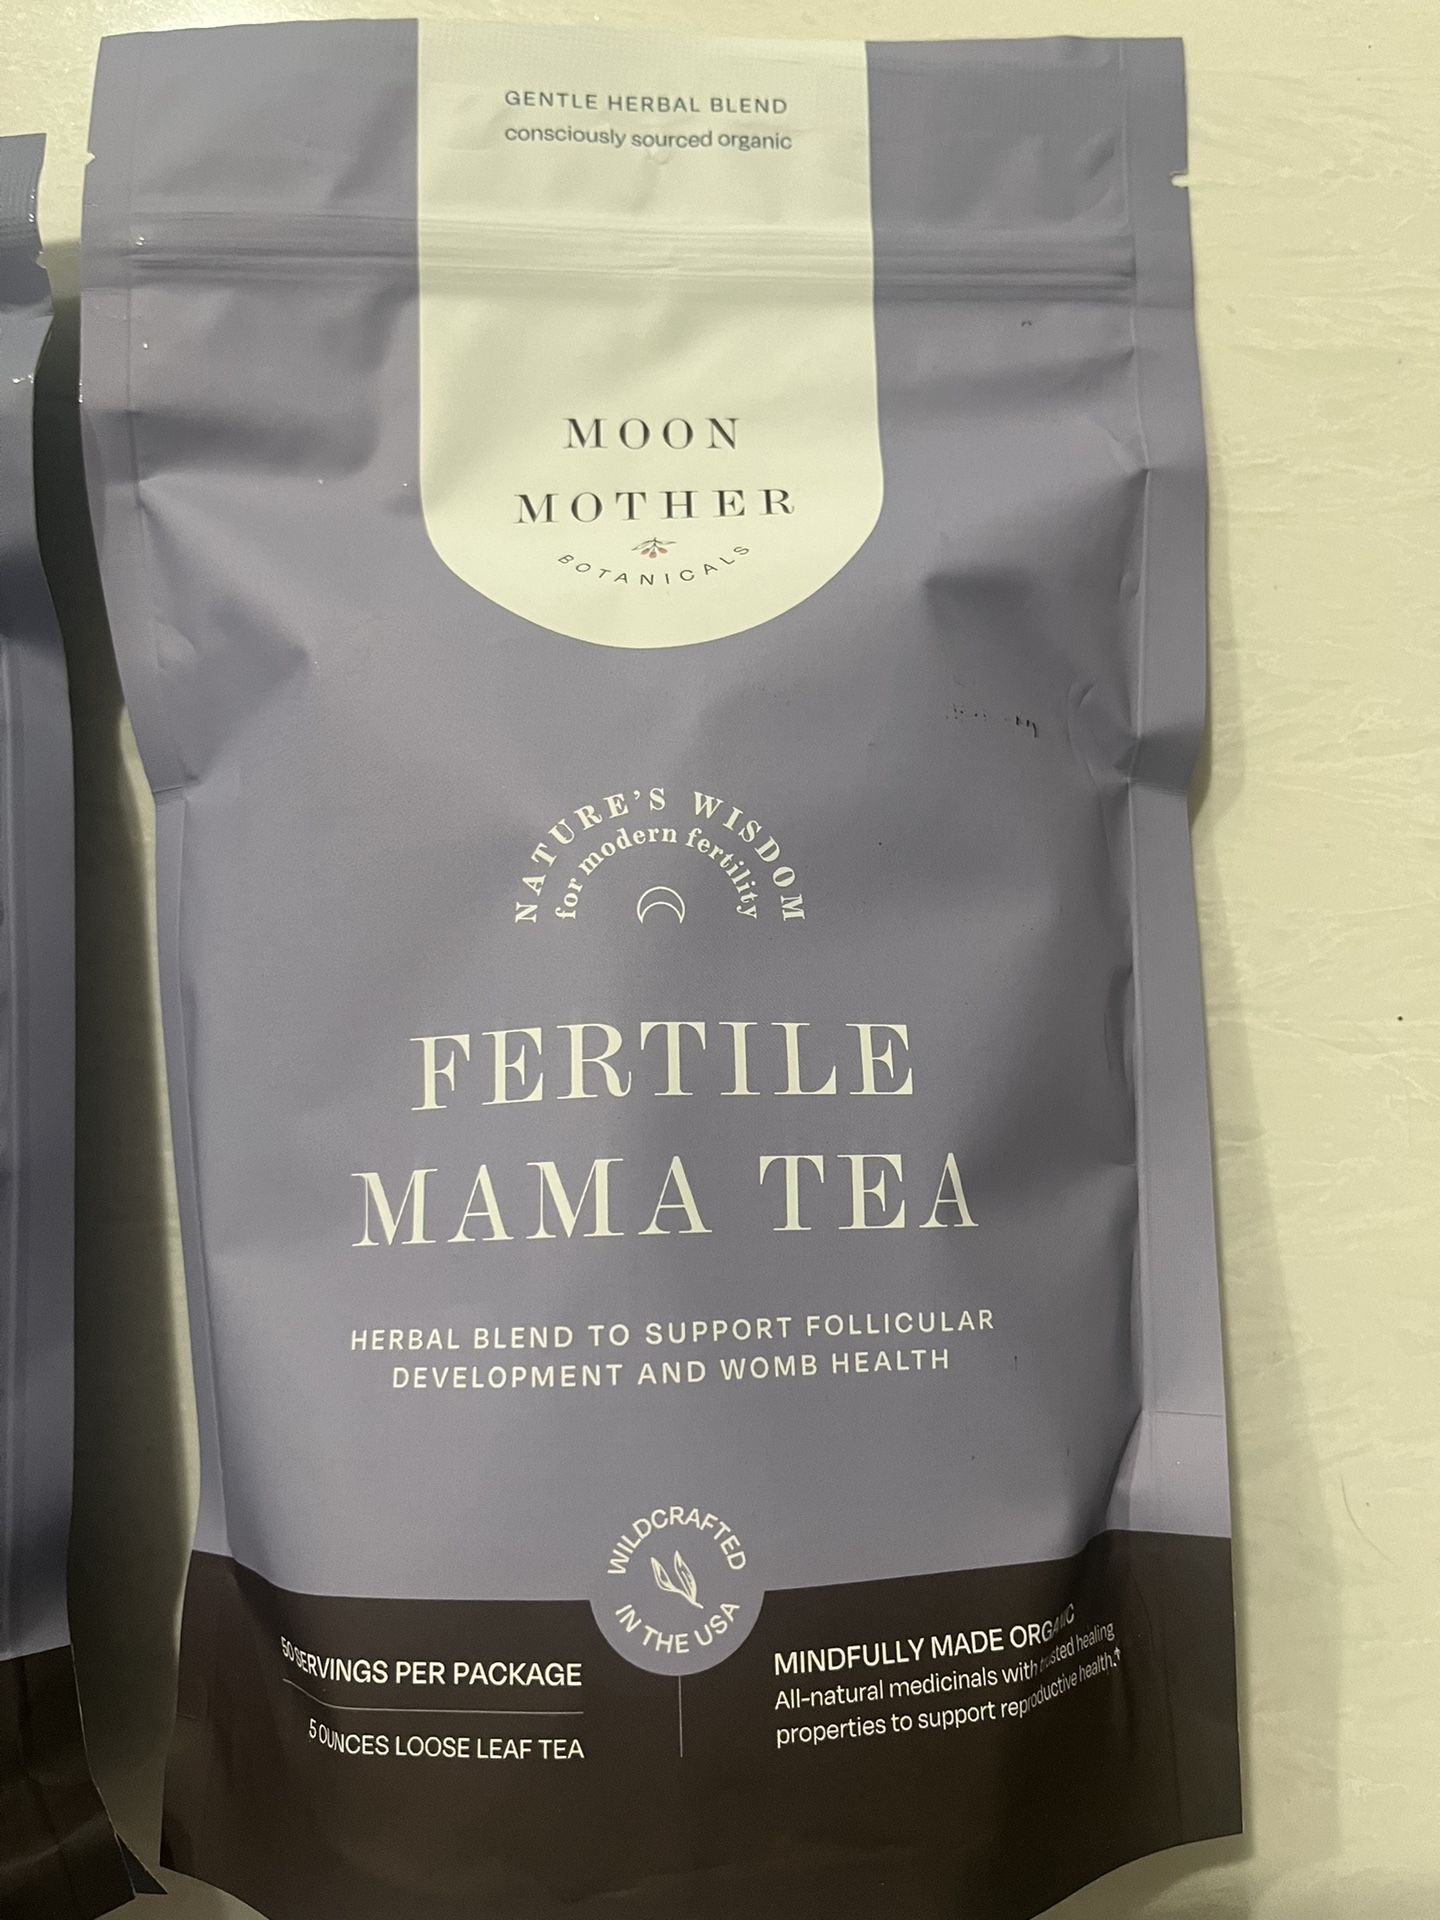 GENTLE HERBAL BLEND
consciously sourced organic
MOON
MOTHER
BOTANICALS
NATURE'S WISDOM
for modern fertility
FERTILE
MAMA TEA
HERBAL BLEND TO SUPPORT FOLLICULAR
DEVELOPMENT AND WOMB HEALTH
WILDCRAFTED
IN THE USA
50 SERVINGS PER PACKAGE
5 OUNCES LOOSE LEAF TEA
MINDFULLY MADE ORGANIC
All-natural medicinals with trusted healing
properties to support reproductive health.†